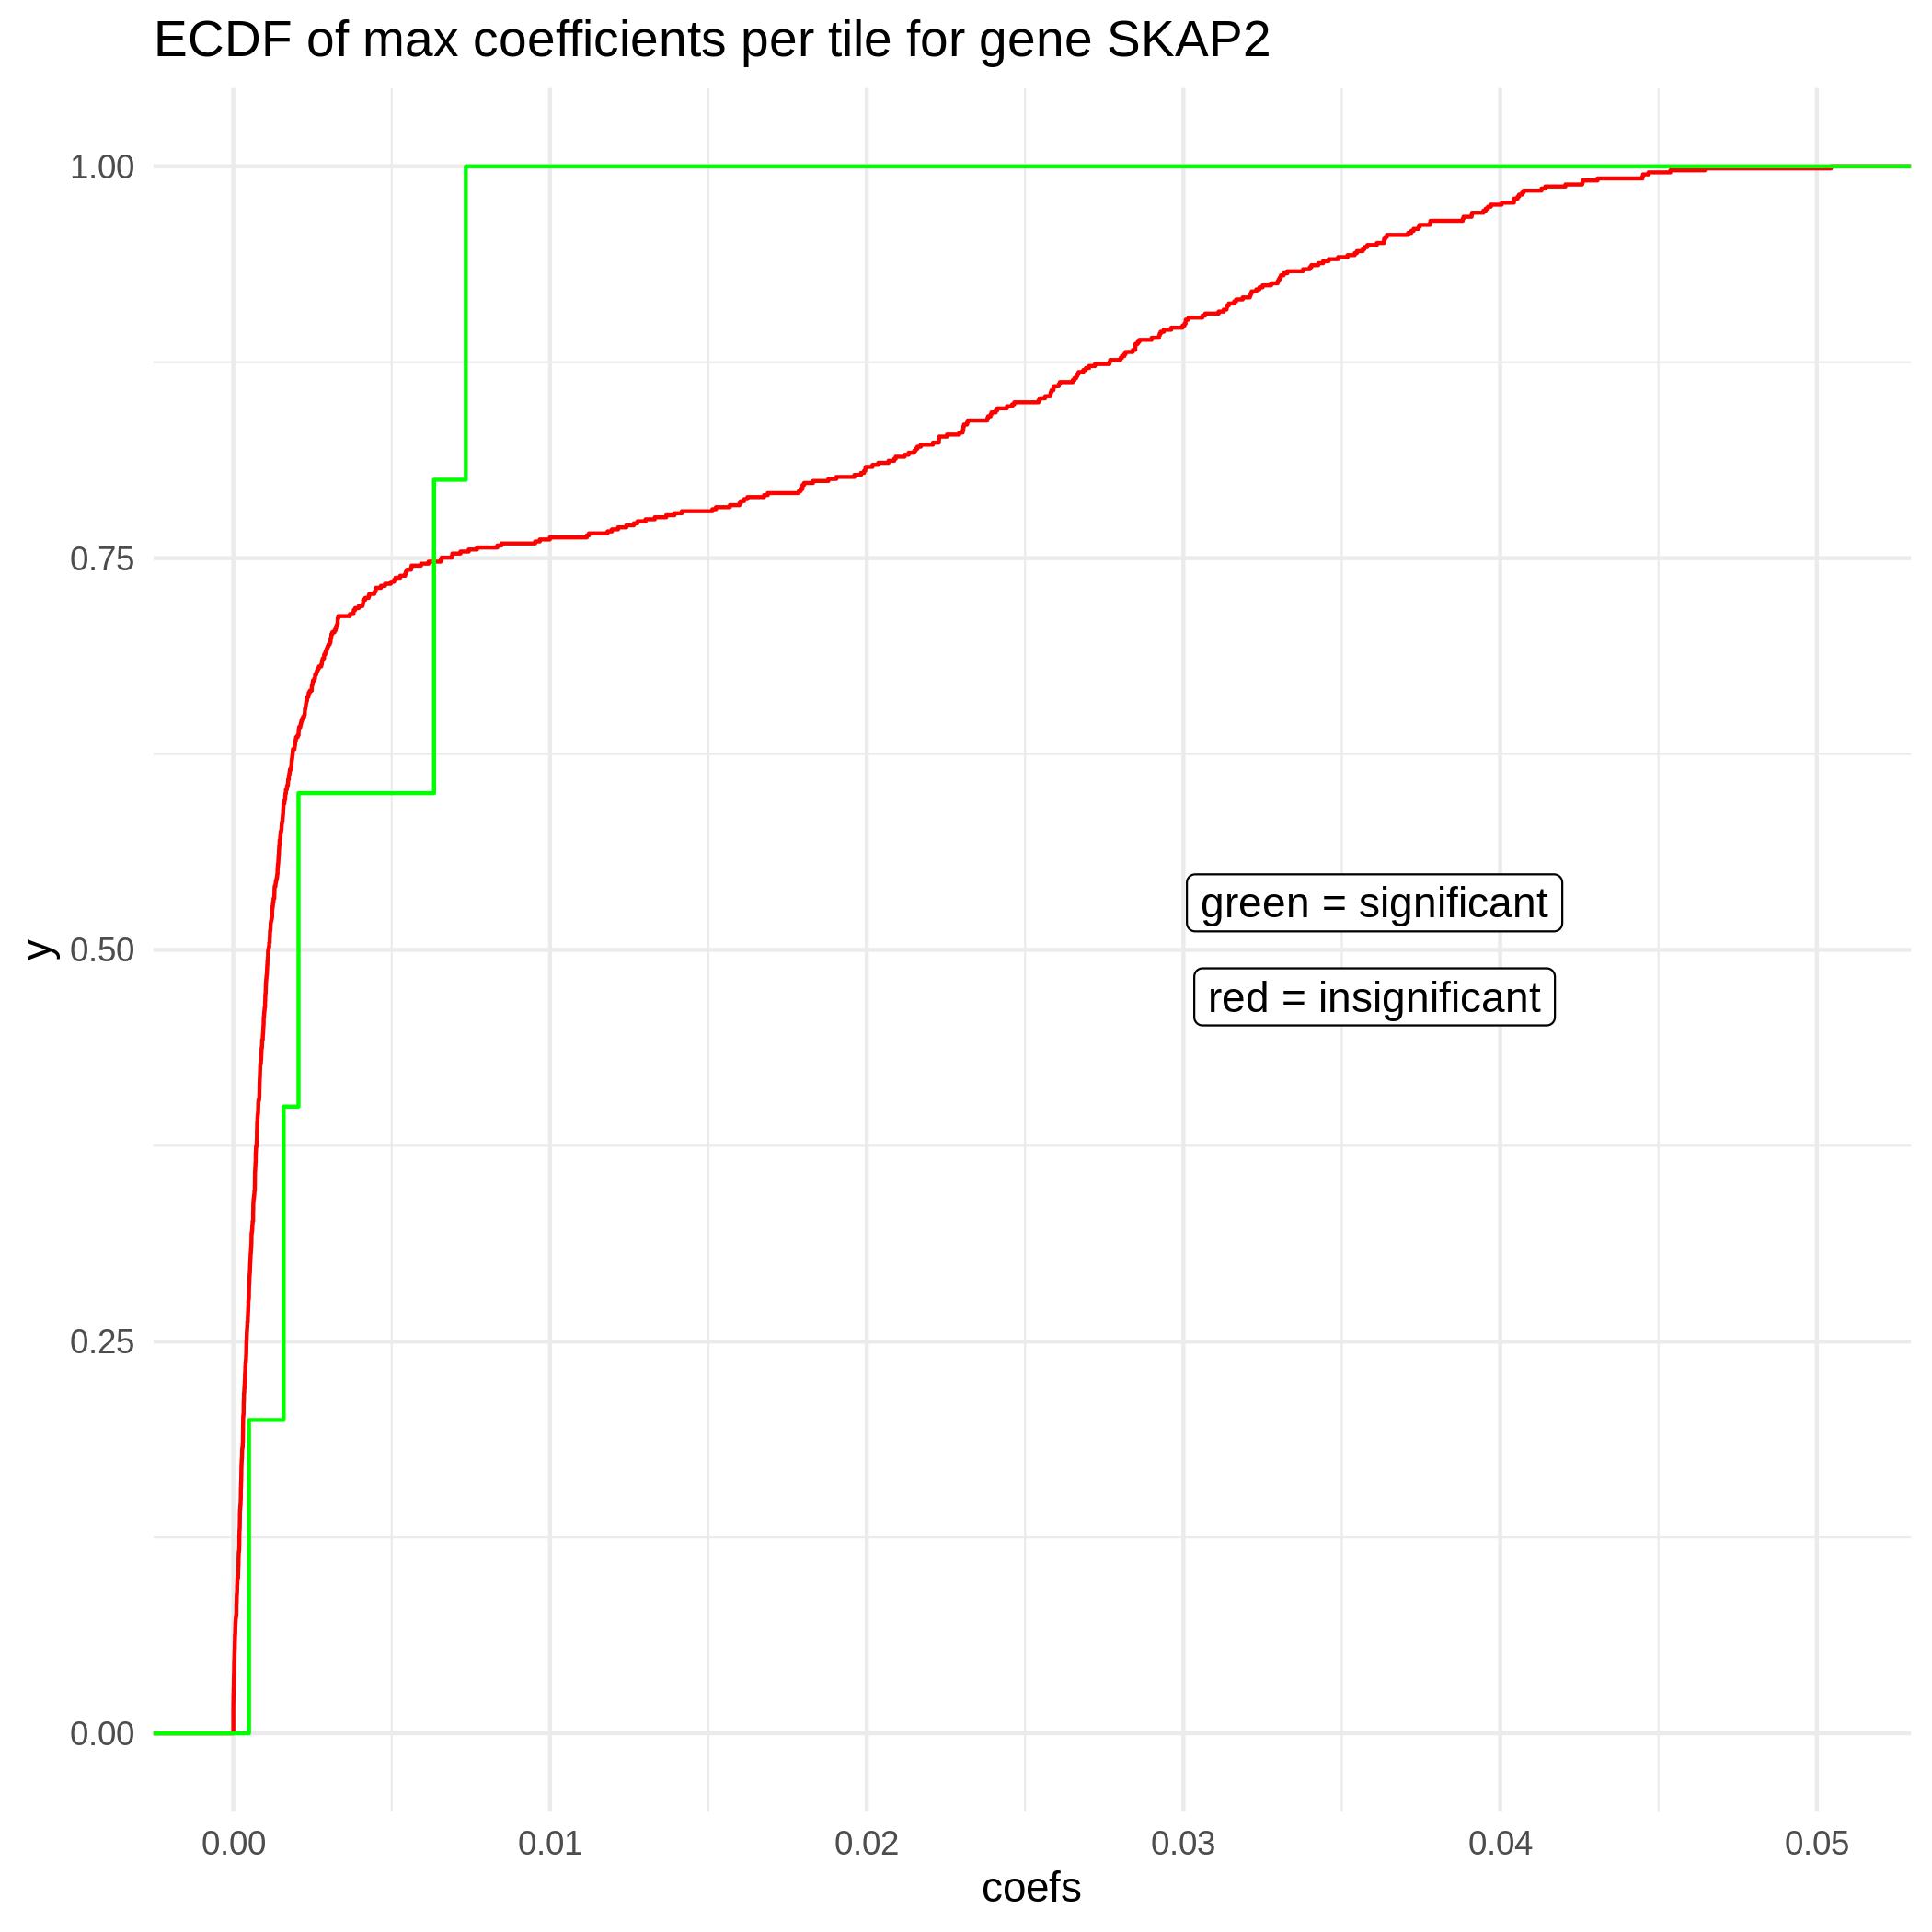 ECDF of max coefficients per tile for gene SKAP2
1.00
0.75
0.50
0.25
0.00
y
green = significant
red = insignificant
0.00 0.01 0.02 0.03 0.04 0.05
coefs